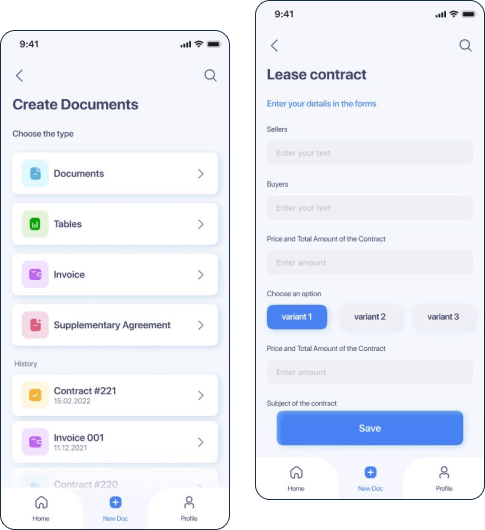 9:41
Create Documents
Choose the type
Documents
Tables
Invoice
Supplementary Agreement
History
Contract #221
15.02.2022
Invoice 001
11.12.2021
Contract #220
Home
New Doc
Profile
9:41
Lease contract
Enter your details in the forms
Sellers
Enter your text
Buyers
Enter your text
Price and Total Amount of the Contract
Enter amount
Choose an option
variant 1
variant 2
variant 3
Price and Total Amount of the Contract
Enter amount
Subject of the contract
Save
Home
New Doc
Profile